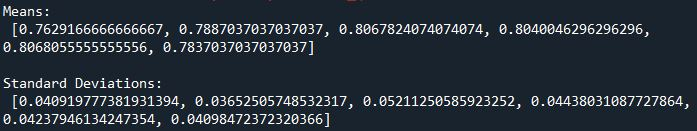 Means:
[0.7629166666666667, 0.7887037037037037, 0.8067824074074074, 0.8040046296296296,
0.8068055555555556, 0.7837037037037037]
Standard Deviations:
[0.040919777381931394, 0.03652505748532317, 0.05211250585923252, 0.04438031087727864,
0.04237946134247354, 0.04098472372320366]